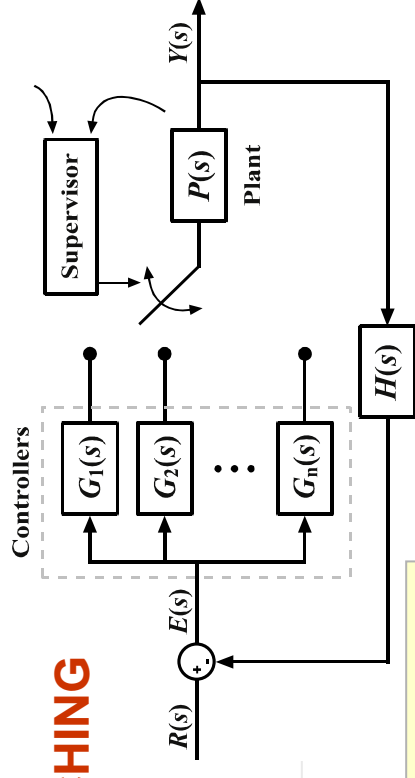 HING
Controllers
Supervisor
R(s)
+
-
E(s)
G1(s)
G2(s)
...
Gn(s)
P(s)
Plant
Y(s)
H(s)